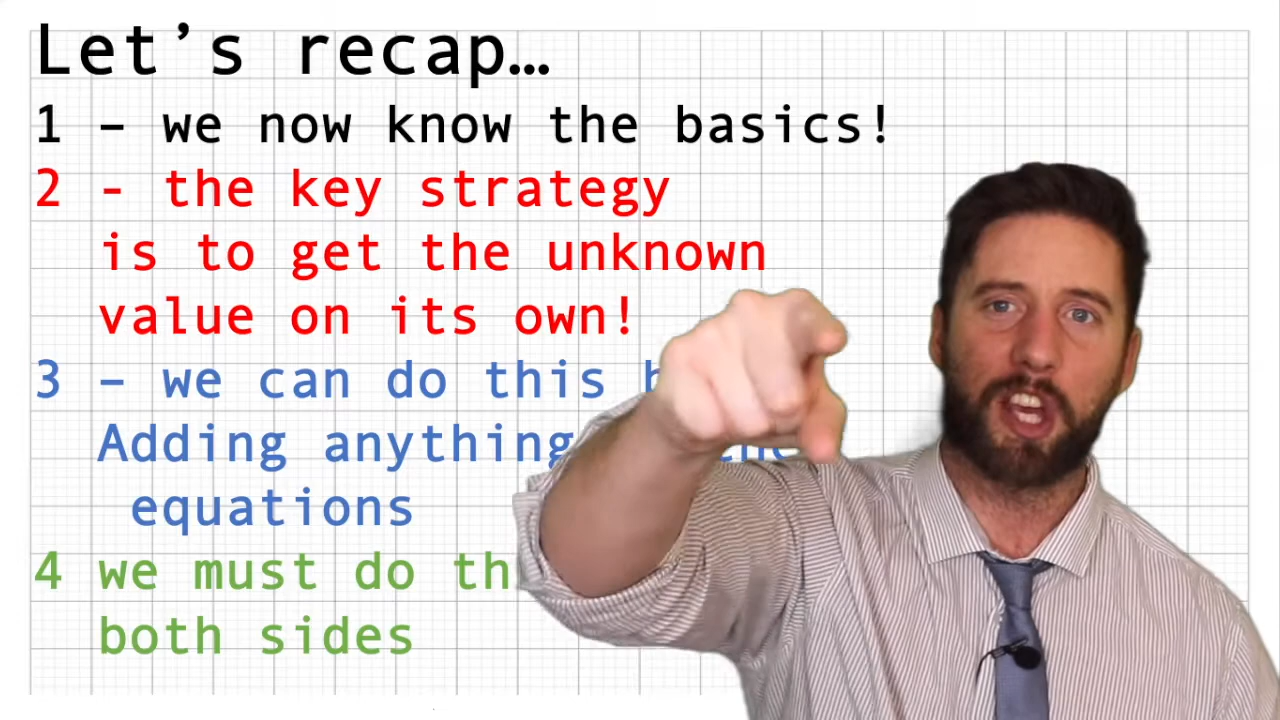 Let’s recap…
1 – we now know the basics!
2 - the key strategy
is to get the unknown
value on its own!
3 – we can do this
Adding anything
equations
4 we must do
both sides